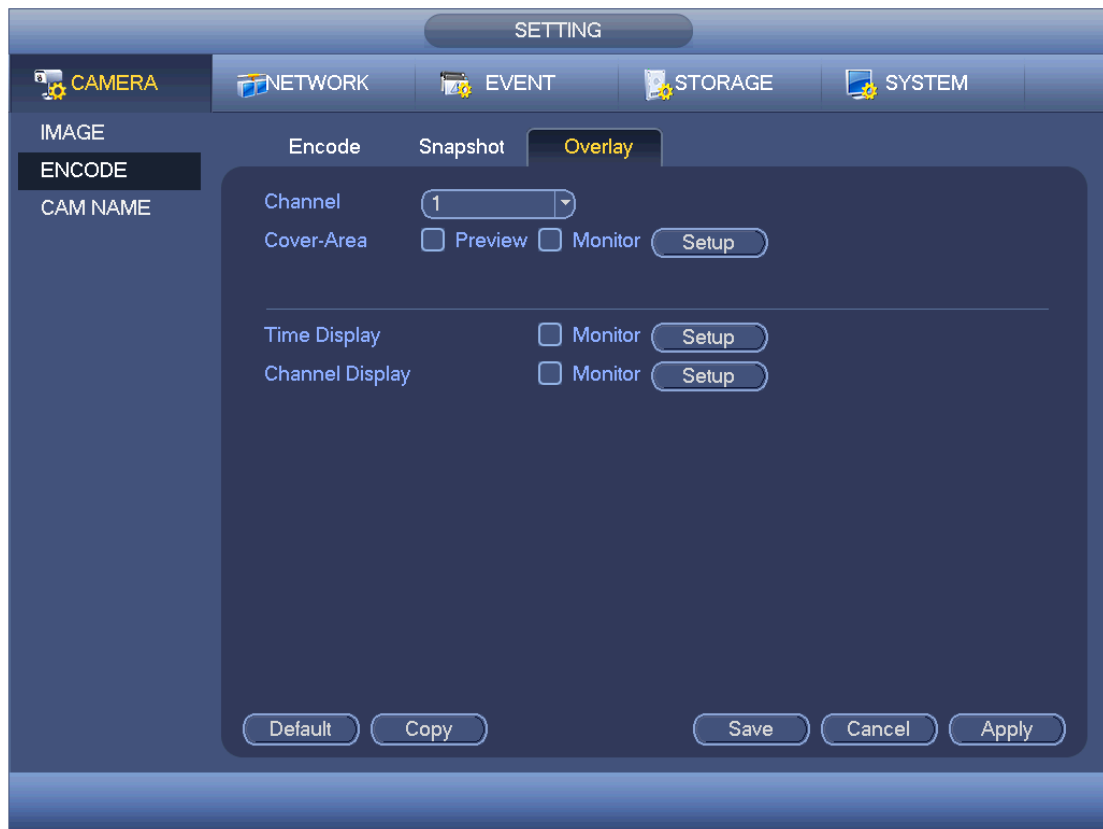 SETTING
CAMERA NETWORK EVENT STORAGE SYSTEM
IMAGE
ENCODE
CAM NAME
Encode Snapshot Overlay
Channel 1
Cover-Area Preview Monitor Setup
Time Display Monitor Setup
Channel Display Monitor Setup
Default Copy Save Cancel Apply